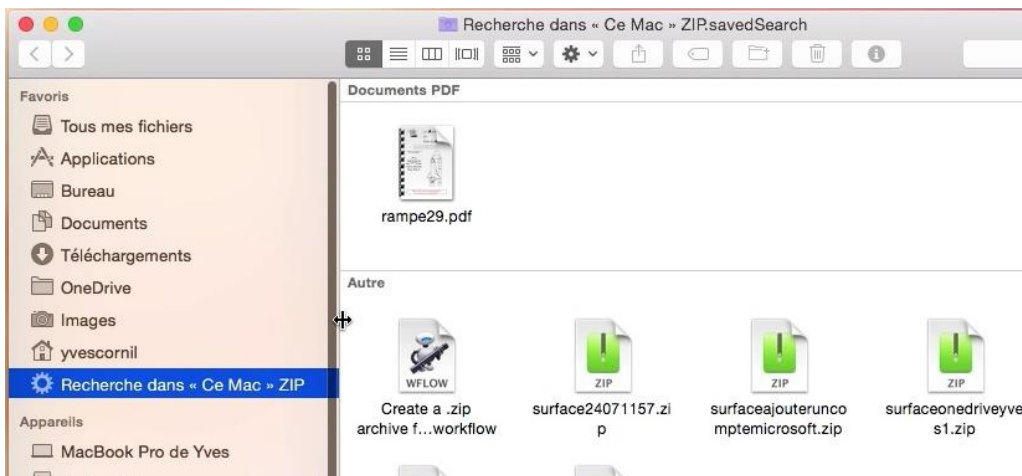 Recherche dans « Ce Mac » ZIP.savedSearch
Favoris
Tous mes fichiers
Applications
Bureau
Documents
Téléchargements
OneDrive
Images
yvescornil
Recherche dans « Ce Mac » ZIP
Appareils
MacBook Pro de Yves
Documents PDF
rampe29.pdf
Autre
WFLOW
ZIP
ZIP
ZIP
Create a .zip
archive f...workflow
surface24071157.zi
p
surfaceajouterunco
mptemicrosoft.zip
surfaceonedriveyve
s1.zip